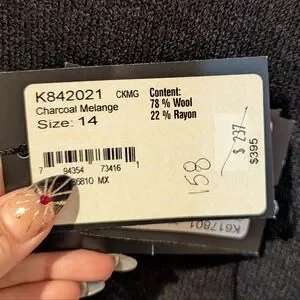 K842021 CKMG
Charcoal Melange
Size: 14
Content:
78 % Wool
22 % Rayon
7 94354 73416 1
86810 MX
158
$ 237
$395
K617801